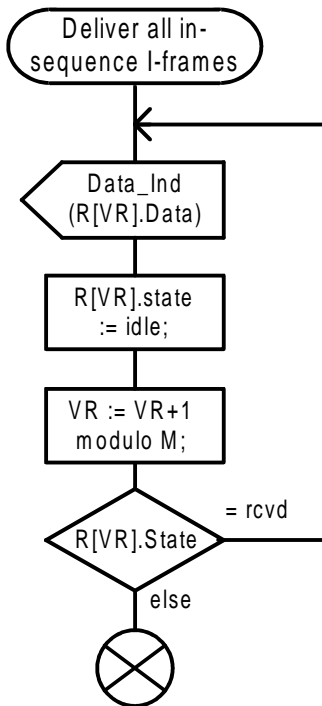 Deliver all in-
sequence I-frames
Data_Ind
(R[VR].Data)
R[VR].state
:= idle;
VR := VR+1
modulo M;
R[VR].State
= rcvd
else